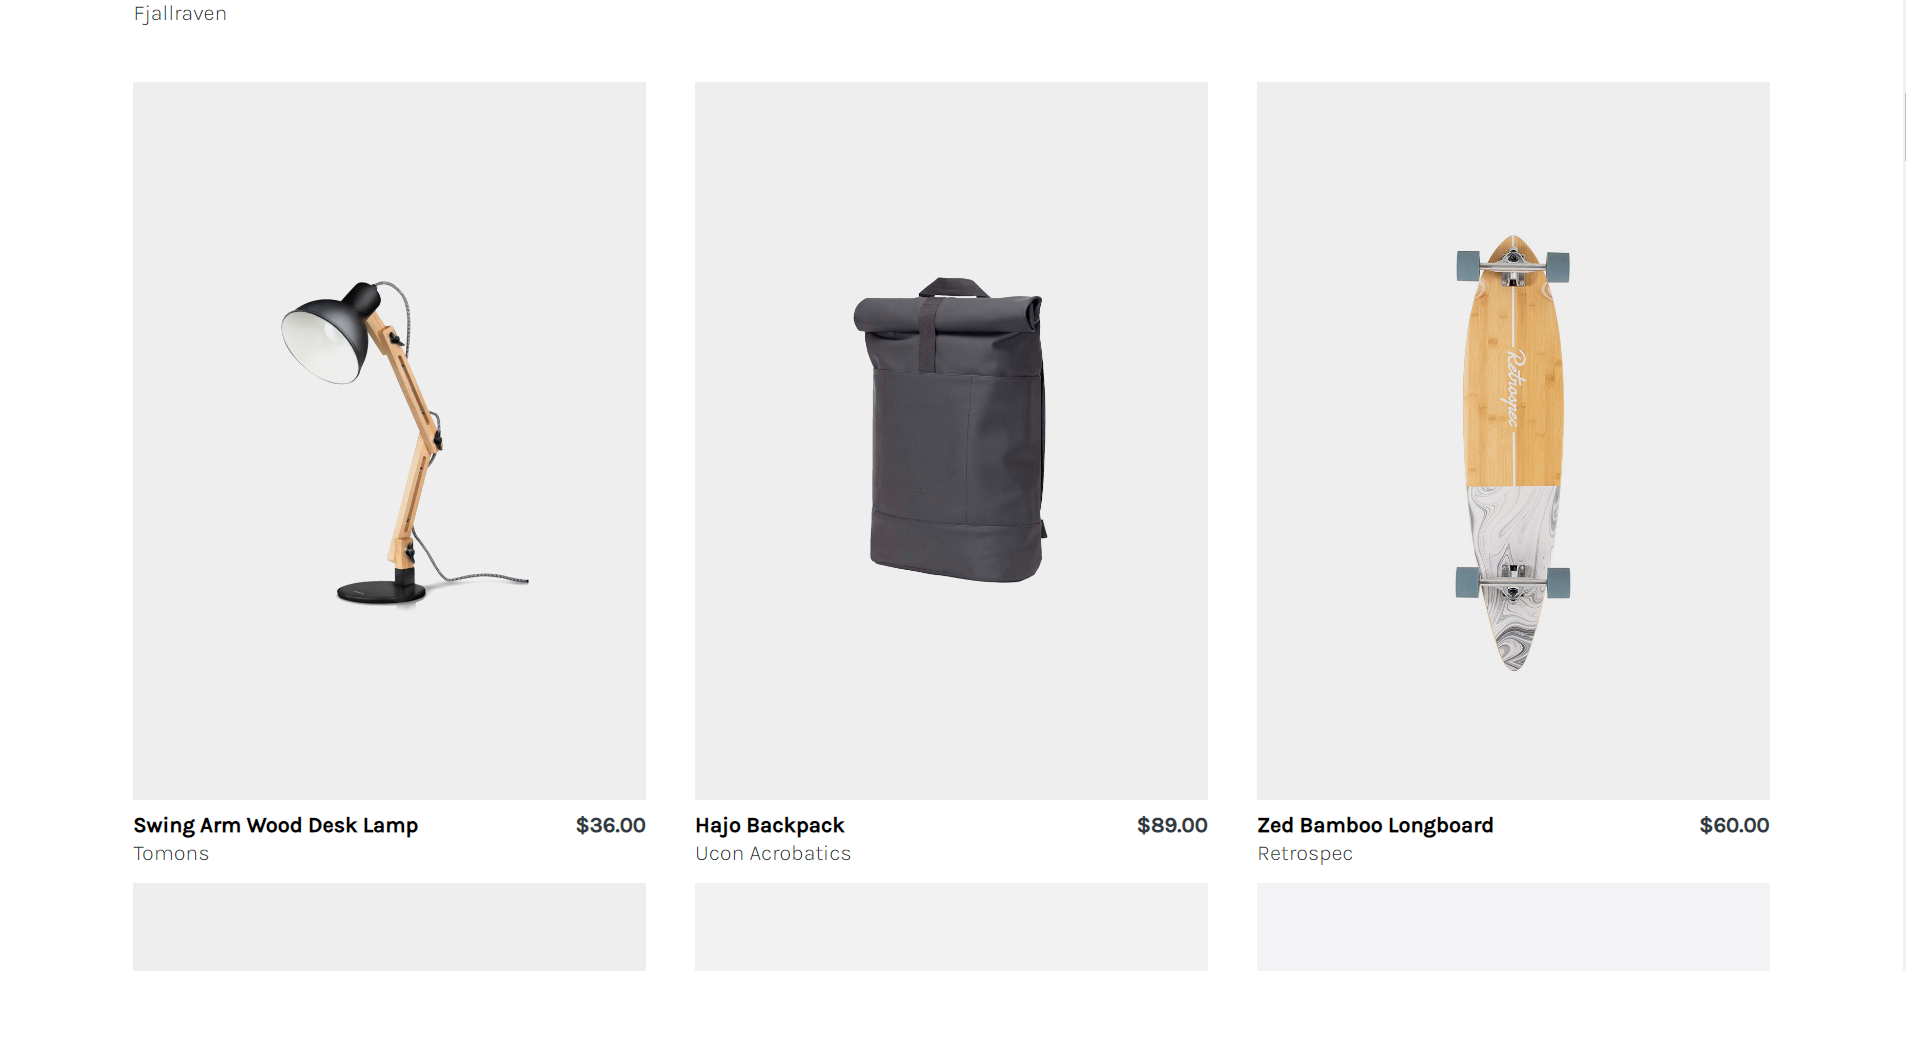 Fjallraven
Retrospec
Swing Arm Wood Desk Lamp $36.00
Tomons
Hajo Backpack $89.00
Ucon Acrobatics
Zed Bamboo Longboard $60.00
Retrospec